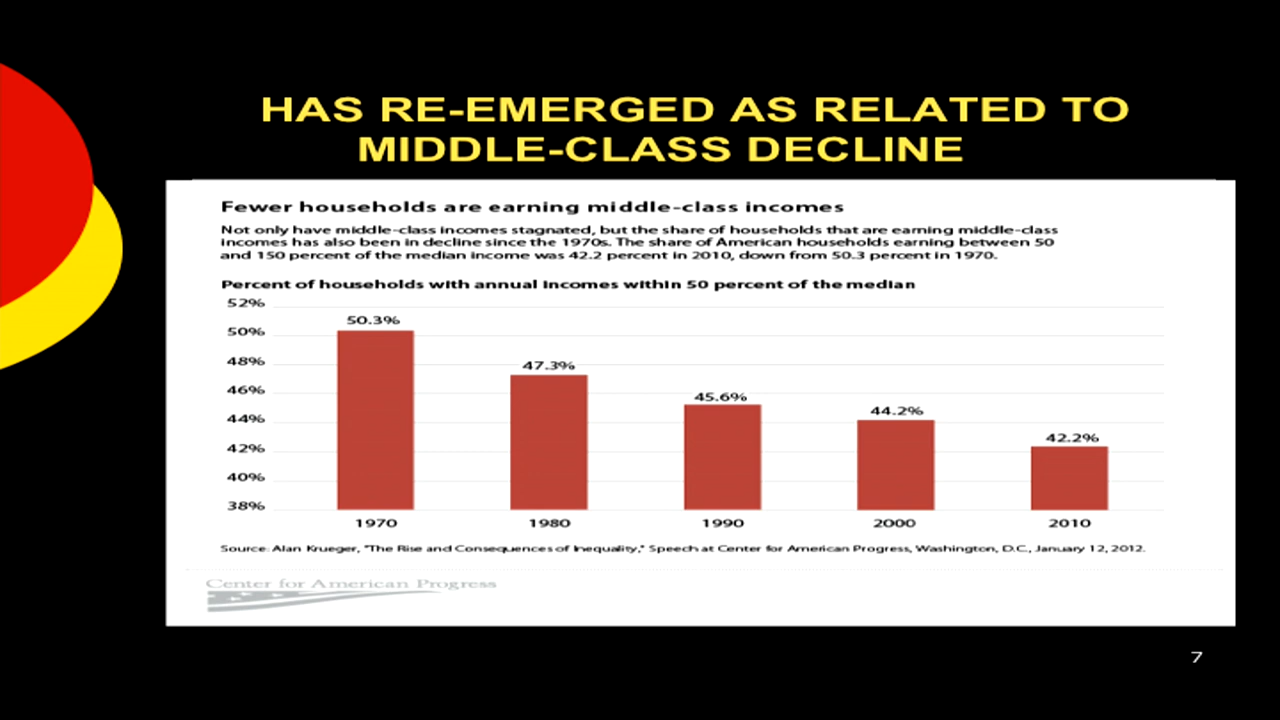 HAS RE-EMERGED AS RELATED TO
MIDDLE-CLASS DECLINE
Fewer households are earning middle-class incomes
Not only have middle-class incomes stagnated, but the share of households that are earning middle-class
incomes has also been in decline since the 1970s. The share of American households earning between 50
and 150 percent of the median income was 42.2 percent in 2010, down from 50.3 percent in 1970.
Percent of households with annual incomes within 50 percent of the median
52%
50.3%
50%
48%
47.3%
46%
45.6%
44%
44.2%
42%
42.2%
40%
38%
1970 1980 1990 2000 2010
Source: Alan Krueger, "The Rise and Consequences of Inequality," Speech at Center for American Progress, Washington, D.C., January 12, 2012.
Center for American Progress
7